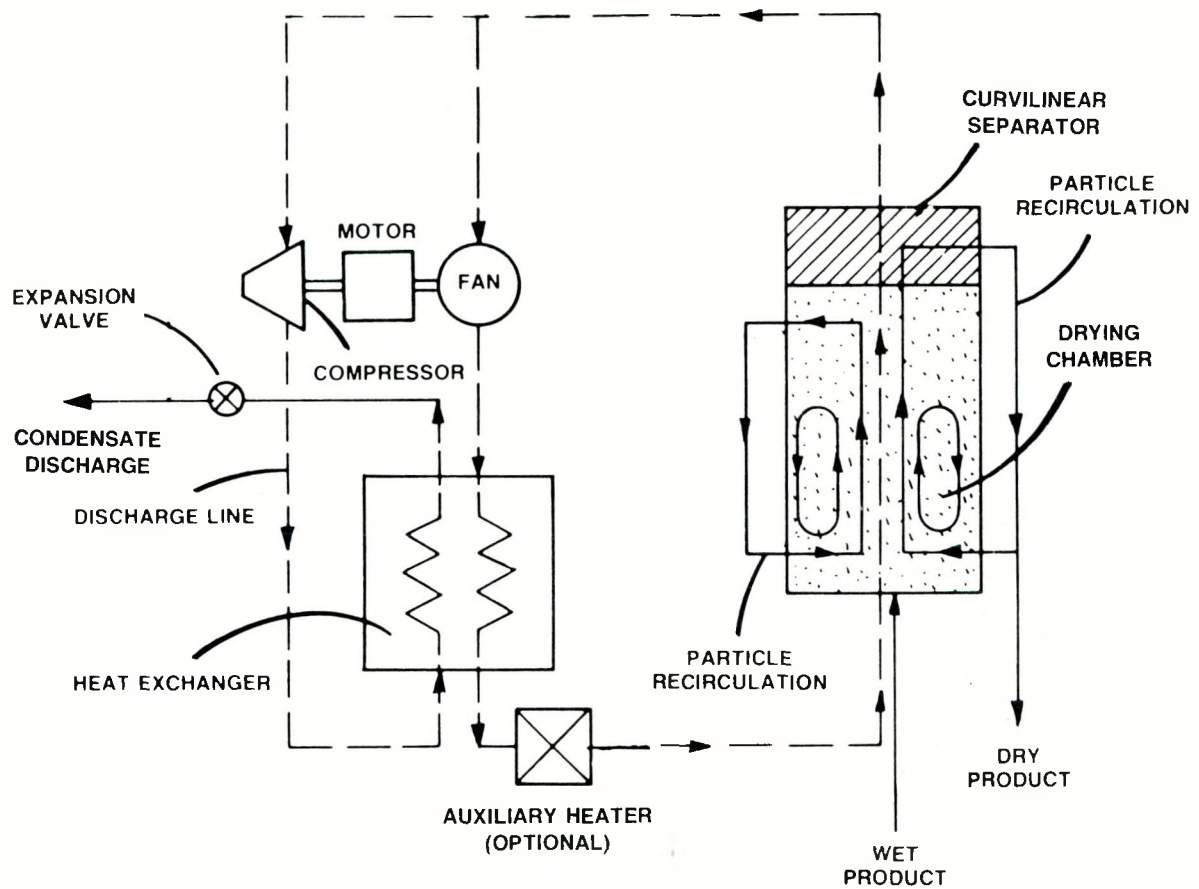 CURVILINEAR
SEPARATOR
PARTICLE
RECIRCULATION
MOTOR
FAN
EXPANSION
VALVE
DRYING
CHAMBER
COMPRESSOR
CONDENSATE
DISCHARGE
DISCHARGE LINE
HEAT EXCHANGER
PARTICLE
RECIRCULATION
DRY
PRODUCT
AUXILIARY HEATER
(OPTIONAL)
WET
PRODUCT